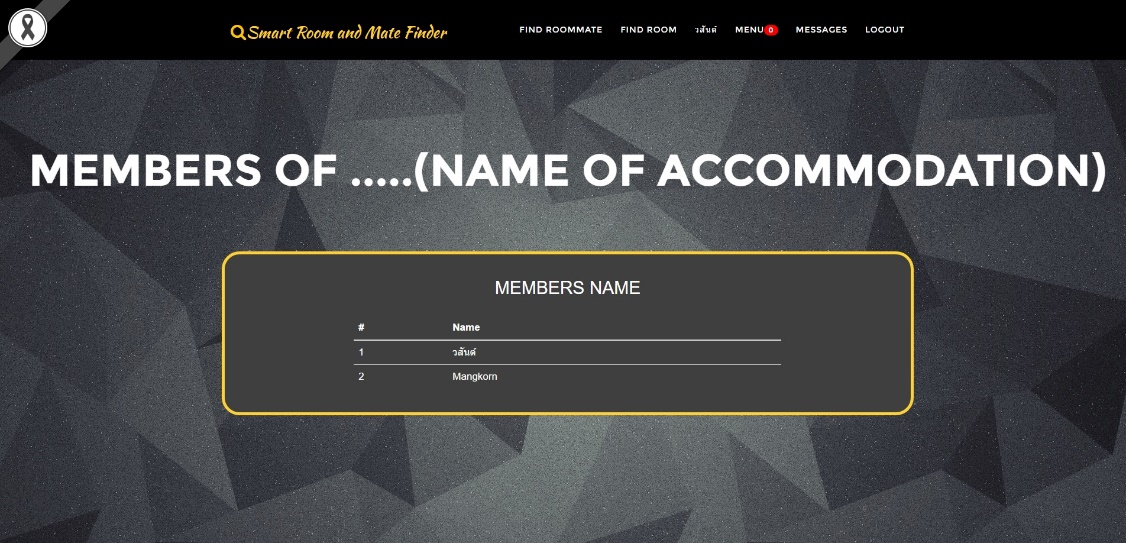 Smart Room and Mate Finder
FIND ROOMMATE FIND ROOM วสันต์ MENU 0 MESSAGES LOGOUT
MEMBERS OF .....(NAME OF ACCOMMODATION)
MEMBERS NAME
# Name
1 วสันต์
2 Mangkorn